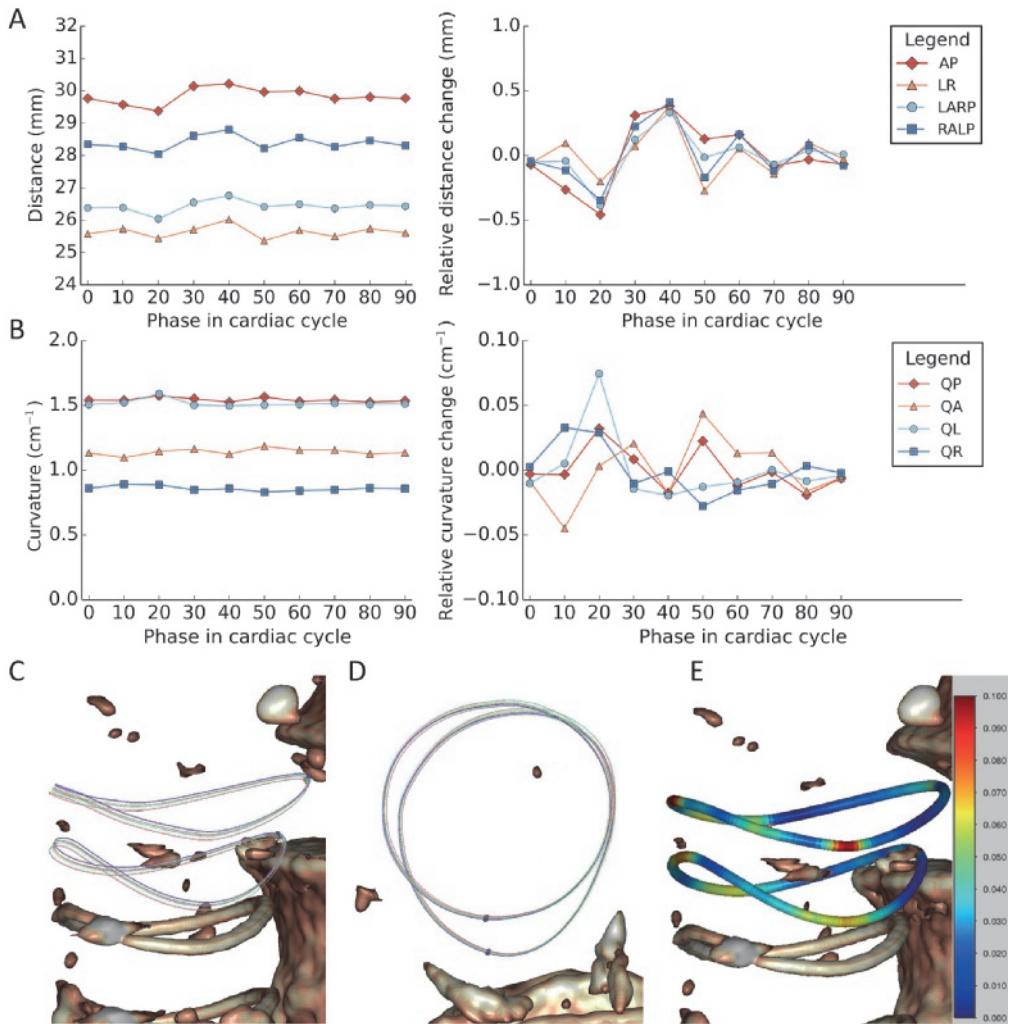 A
32
31
30
29
28
27
26
25
24
Distance (mm)
0 10 20 30 40 50 60 70 80 90
Phase in cardiac cycle
1.0
0.5
0.0
−0.5
−1.0
Relative distance change (mm)
0 10 20 30 40 50 60 70 80 90
Phase in cardiac cycle
Legend
AP
LR
LARP
RALP
B
2.0
1.5
1.0
0.5
0.0
Curvature (cm⁻¹)
0 10 20 30 40 50 60 70 80 90
Phase in cardiac cycle
0.10
0.05
0.00
−0.05
−0.10
Relative curvature change (cm⁻¹)
0 10 20 30 40 50 60 70 80 90
Phase in cardiac cycle
Legend
QP
QA
QL
QR
C
D
E
0.100
0.090
0.080
0.070
0.060
0.050
0.040
0.030
0.020
0.010
0.000